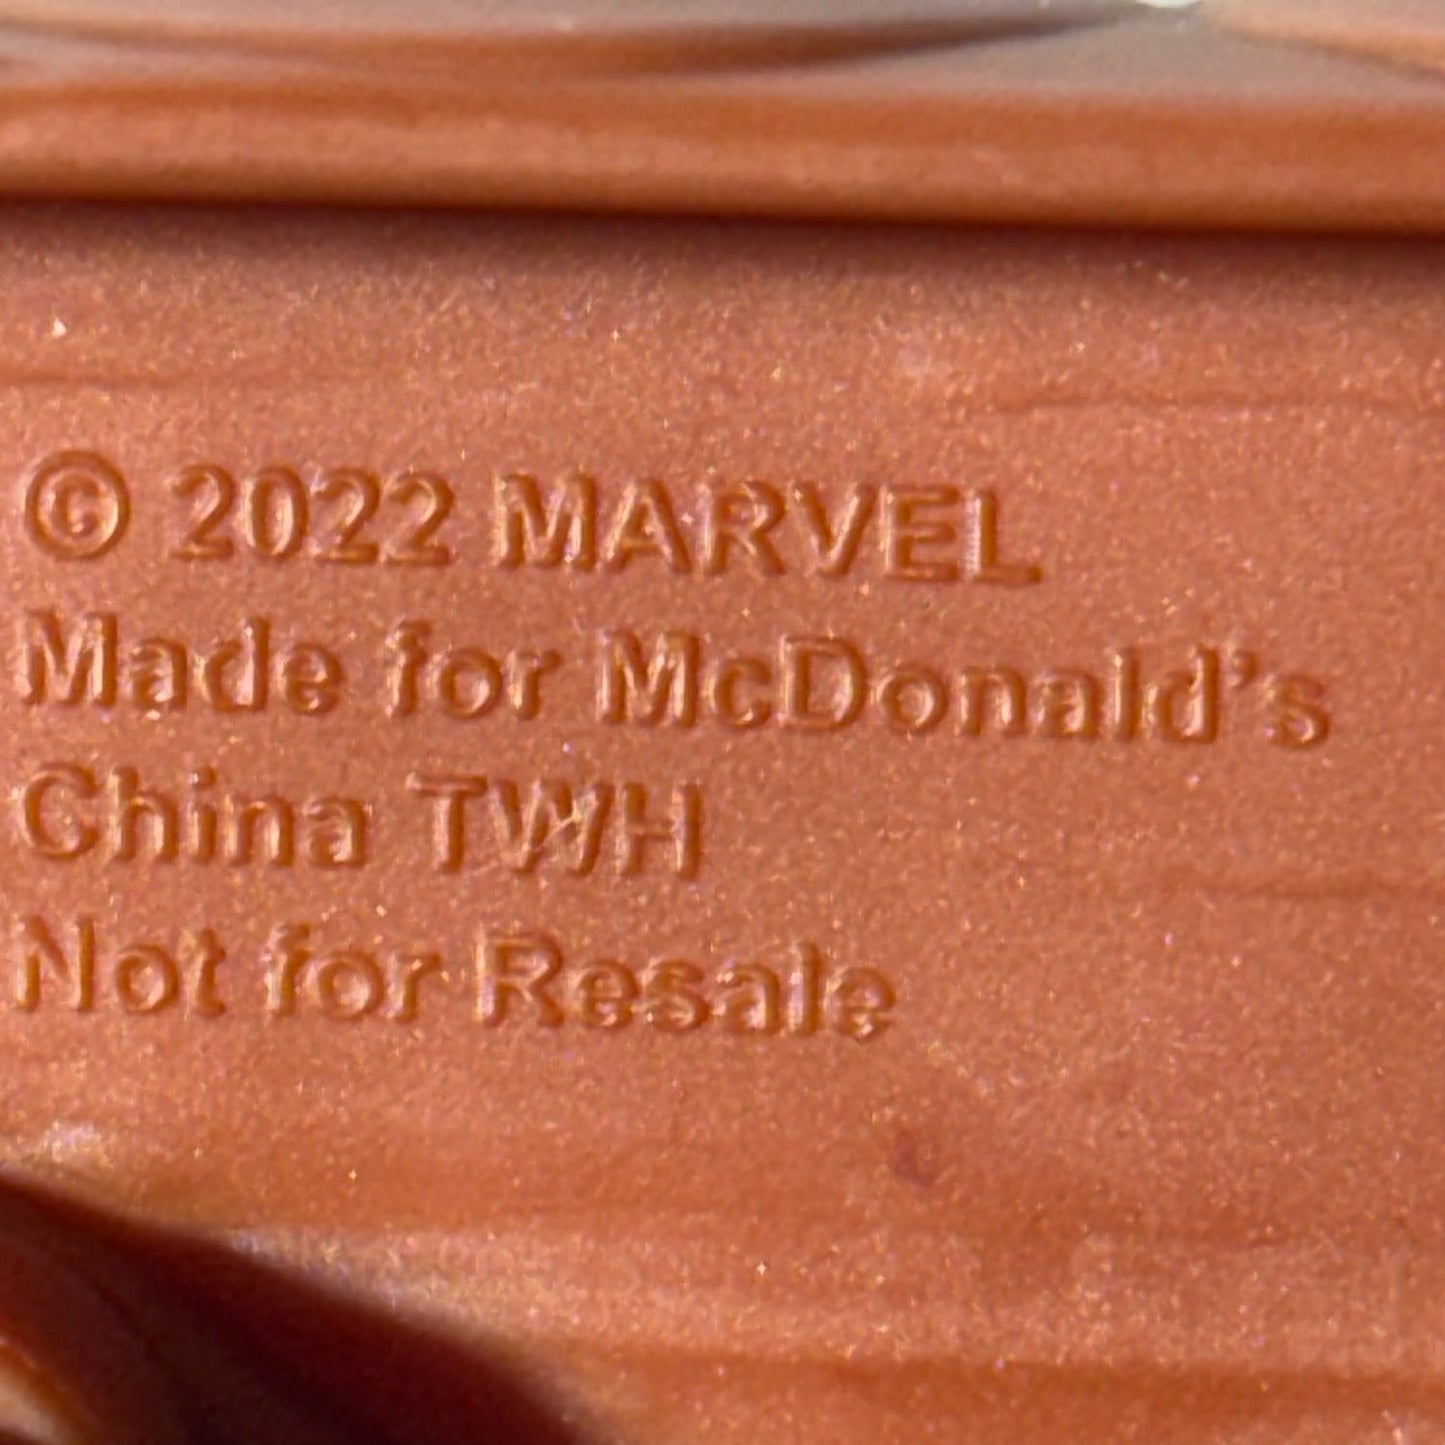 © 2022 MARVEL
Made for McDonald’s
China TWH
Not for Resale